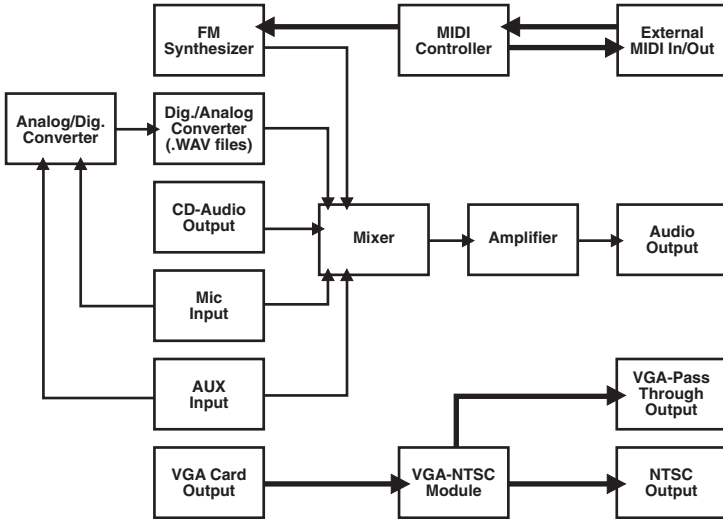 FM
Synthesizer
MIDI
Controller
External
MIDI In/Out
Analog/Dig.
Converter
Dig./Analog
Converter
(.WAV files)
CD-Audio
Output
Mixer
Amplifier
Audio
Output
Mic
Input
AUX
Input
VGA-Pass
Through
Output
VGA Card
Output
VGA-NTSC
Module
NTSC
Output